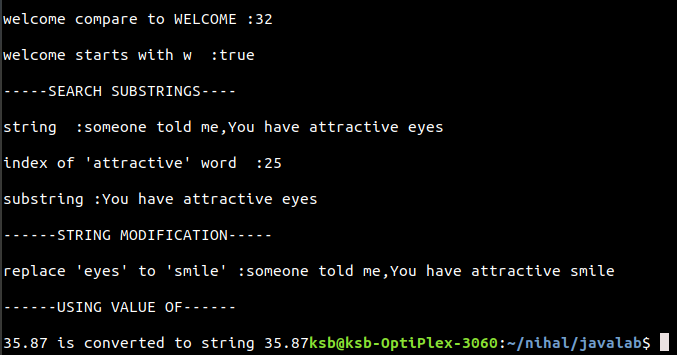 welcome compare to WELCOME :32
welcome starts with w  :true
-----SEARCH SUBSTRINGS----
string  :someone told me,You have attractive eyes
index of 'attractive' word  :25
substring :You have attractive eyes
------STRING MODIFICATION-----
replace 'eyes' to 'smile' :someone told me,You have attractive smile
------USING VALUE OF------
35.87 is converted to string 35.87ksb@ksb-OptiPlex-3060:~/nihal/javalab$